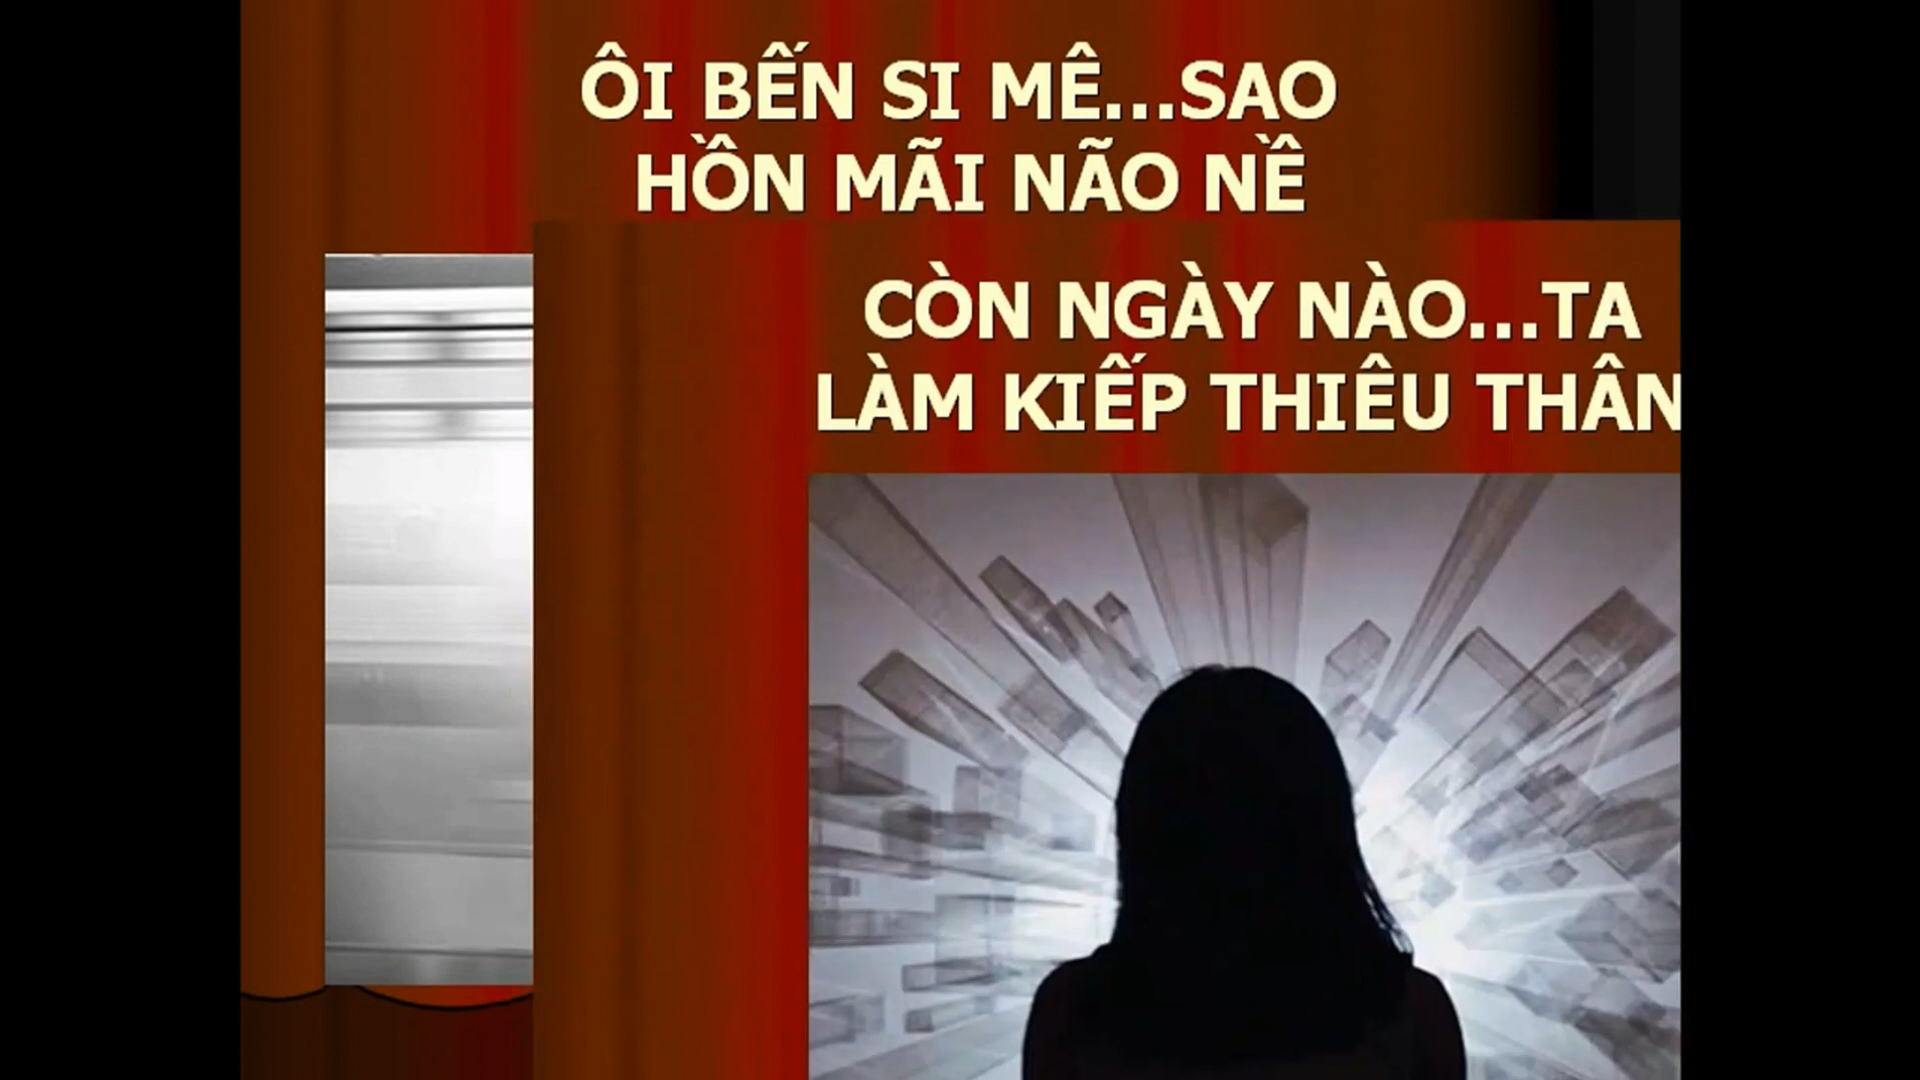 ÔI BẾN SI MÊ...SAO
HỒN MÃI NÃO NỀ
CÒN NGÀY NÀO...TA
LÀM KIẾP THIÊU THÂN